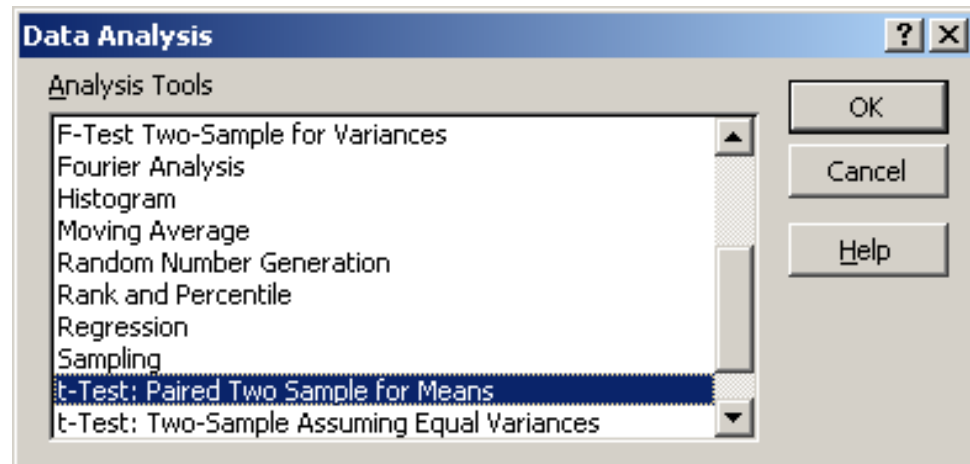 Data Analysis
Analysis Tools
F-Test Two-Sample for Variances
Fourier Analysis
Histogram
Moving Average
Random Number Generation
Rank and Percentile
Regression
Sampling
t-Test: Paired Two Sample for Means
t-Test: Two-Sample Assuming Equal Variances
OK
Cancel
Help